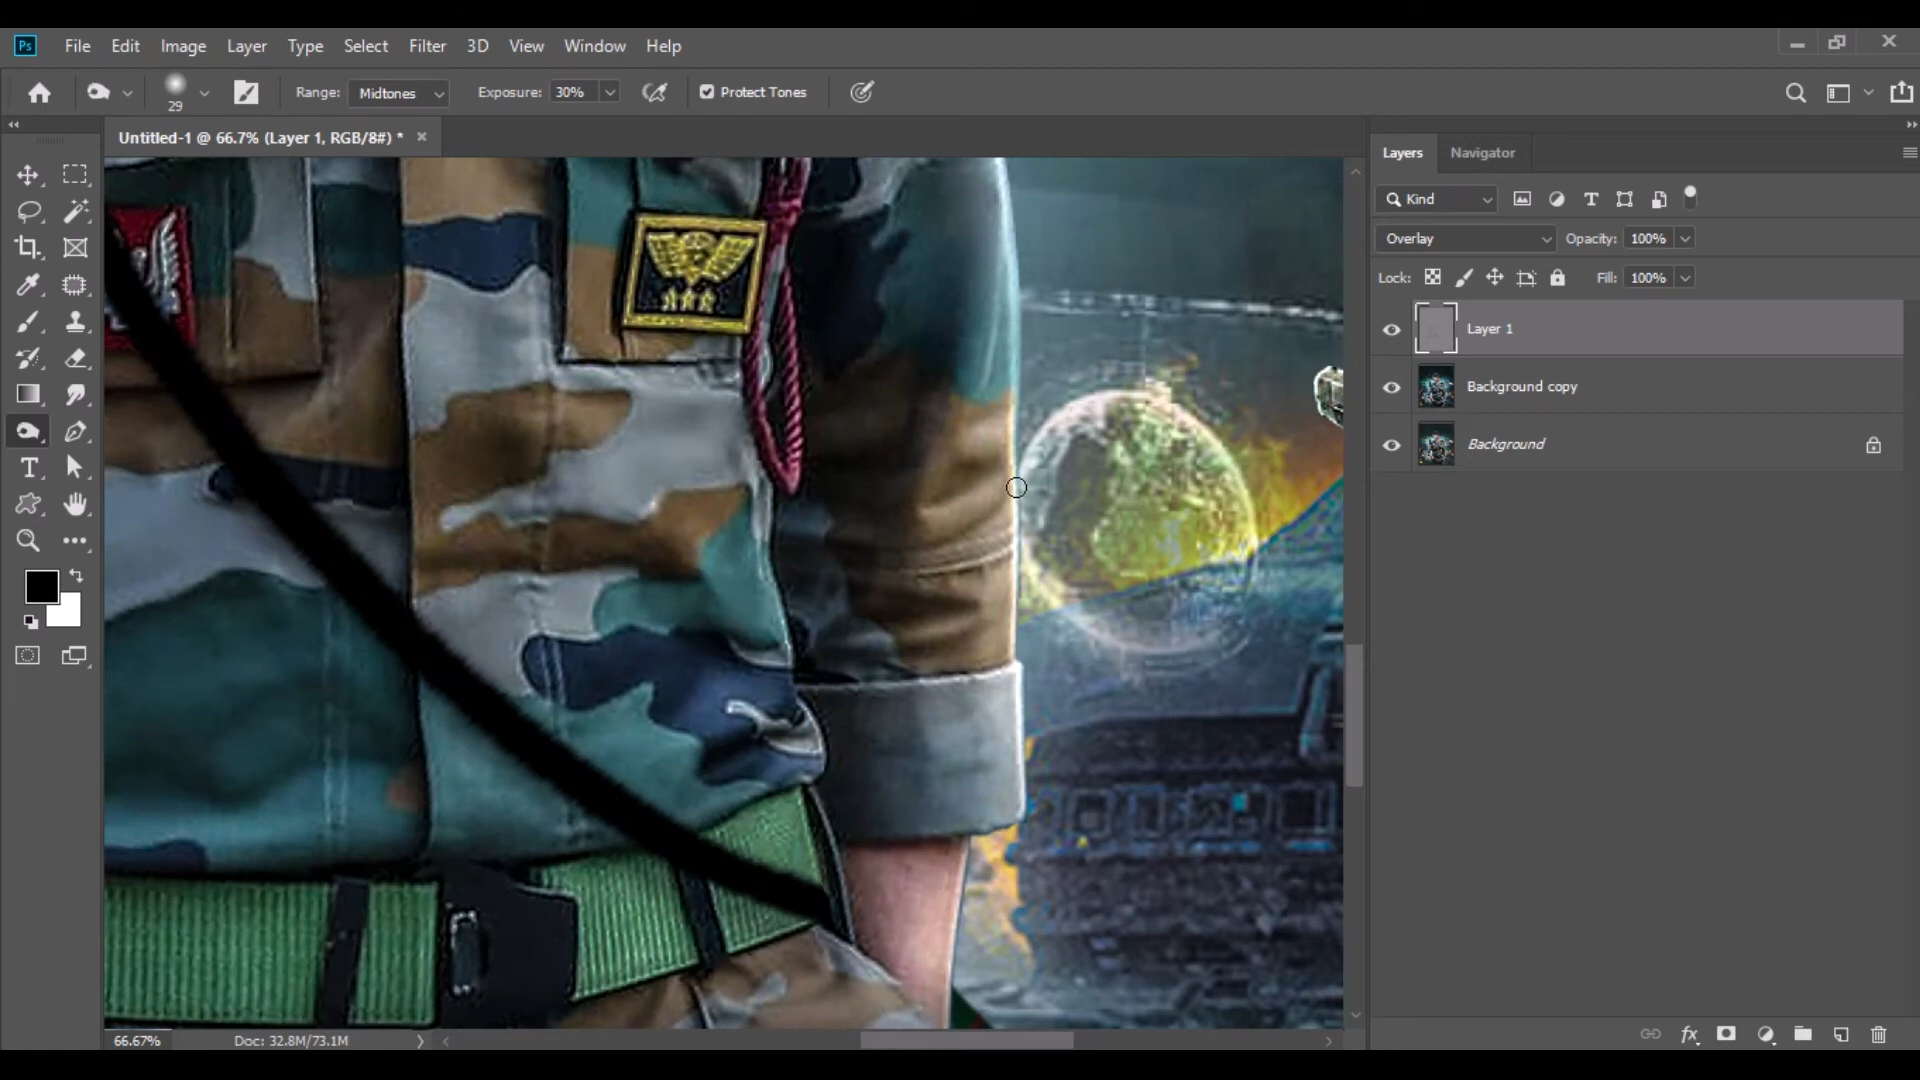 Ps File Edit Image Layer Type Select Filter 3D View Window Help
29 Range: Midtones Exposure: 30% Protect Tones
Untitled-1 @ 66.7% (Layer 1, RGB/8#) *
Layers Navigator
Kind
Overlay Opacity: 100%
Lock: Fill: 100%
Layer 1
Background copy
Background
66.67% Doc: 32.8M/73.1M